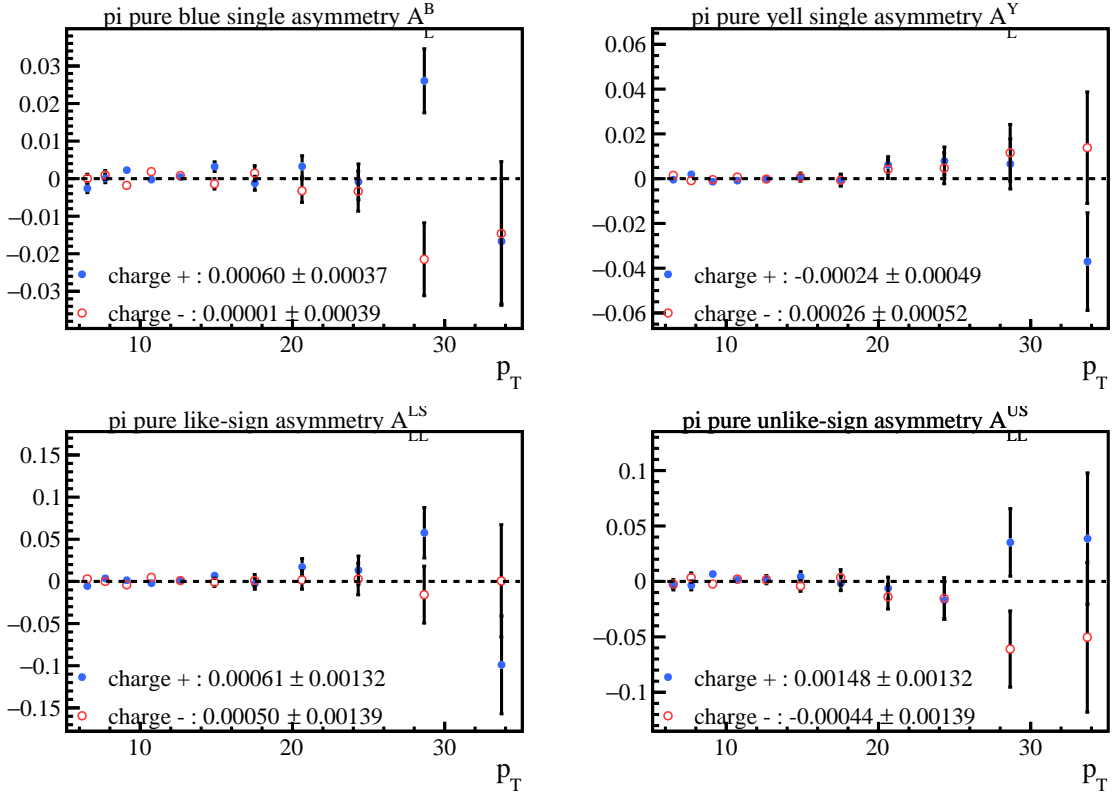 pi pure blue single asymmetry A_L^B
0.03
0.02
0.01
0
−0.01
−0.02
−0.03
charge + : 0.00060 ± 0.00037
charge - : 0.00001 ± 0.00039
10 20 30
p_T
pi pure yell single asymmetry A_L^Y
0.06
0.04
0.02
0
−0.02
−0.04
−0.06
charge + : -0.00024 ± 0.00049
charge - : 0.00026 ± 0.00052
10 20 30
p_T
pi pure like-sign asymmetry A_LL^LS
0.15
0.1
0.05
0
−0.05
−0.1
−0.15
charge + : 0.00061 ± 0.00132
charge - : 0.00050 ± 0.00139
10 20 30
p_T
pi pure unlike-sign asymmetry A_LL^US
0.1
0.05
0
−0.05
−0.1
charge + : 0.00148 ± 0.00132
charge - : -0.00044 ± 0.00139
10 20 30
p_T